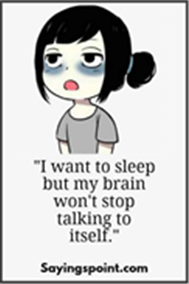 "I want to sleep
but my brain
won't stop
talking to
itself."
Sayingspoint.com